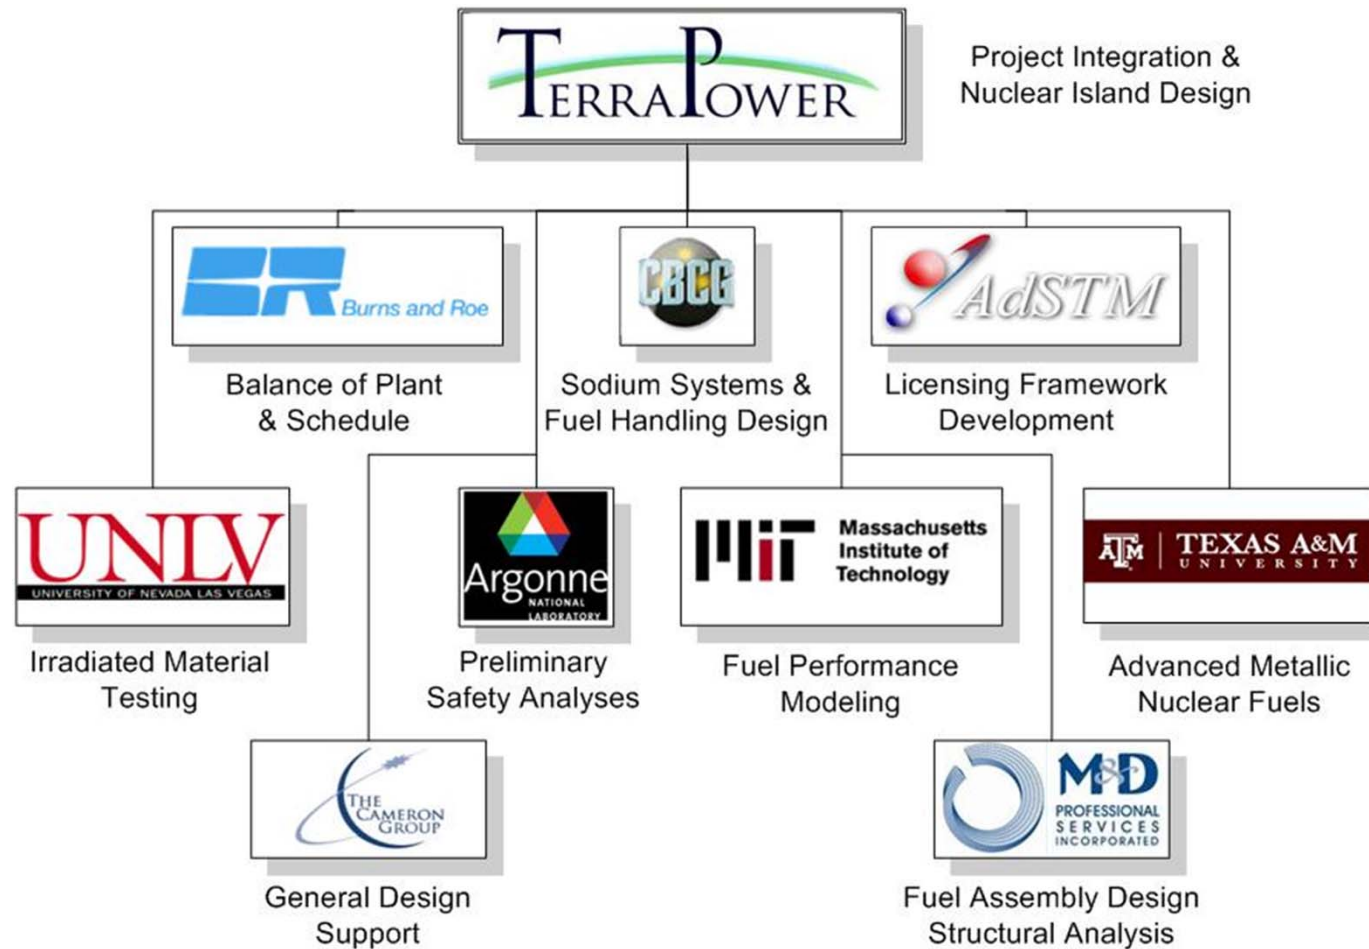 TERRAPOWER
Project Integration &
Nuclear Island Design
Burns and Roe
CBCG
AdSTM
Balance of Plant
& Schedule
Sodium Systems &
Fuel Handling Design
Licensing Framework
Development
UNLV
UNIVERSITY OF NEVADA LAS VEGAS
Argonne
NATIONAL
LABORATORY
MIT
Massachusetts
Institute of
Technology
ATM
TEXAS A&M
UNIVERSITY
Irradiated Material
Testing
Preliminary
Safety Analyses
Fuel Performance
Modeling
Advanced Metallic
Nuclear Fuels
THE
CAMERON
GROUP
M&D
PROFESSIONAL
SERVICES
INCORPORATED
General Design
Support
Fuel Assembly Design
Structural Analysis